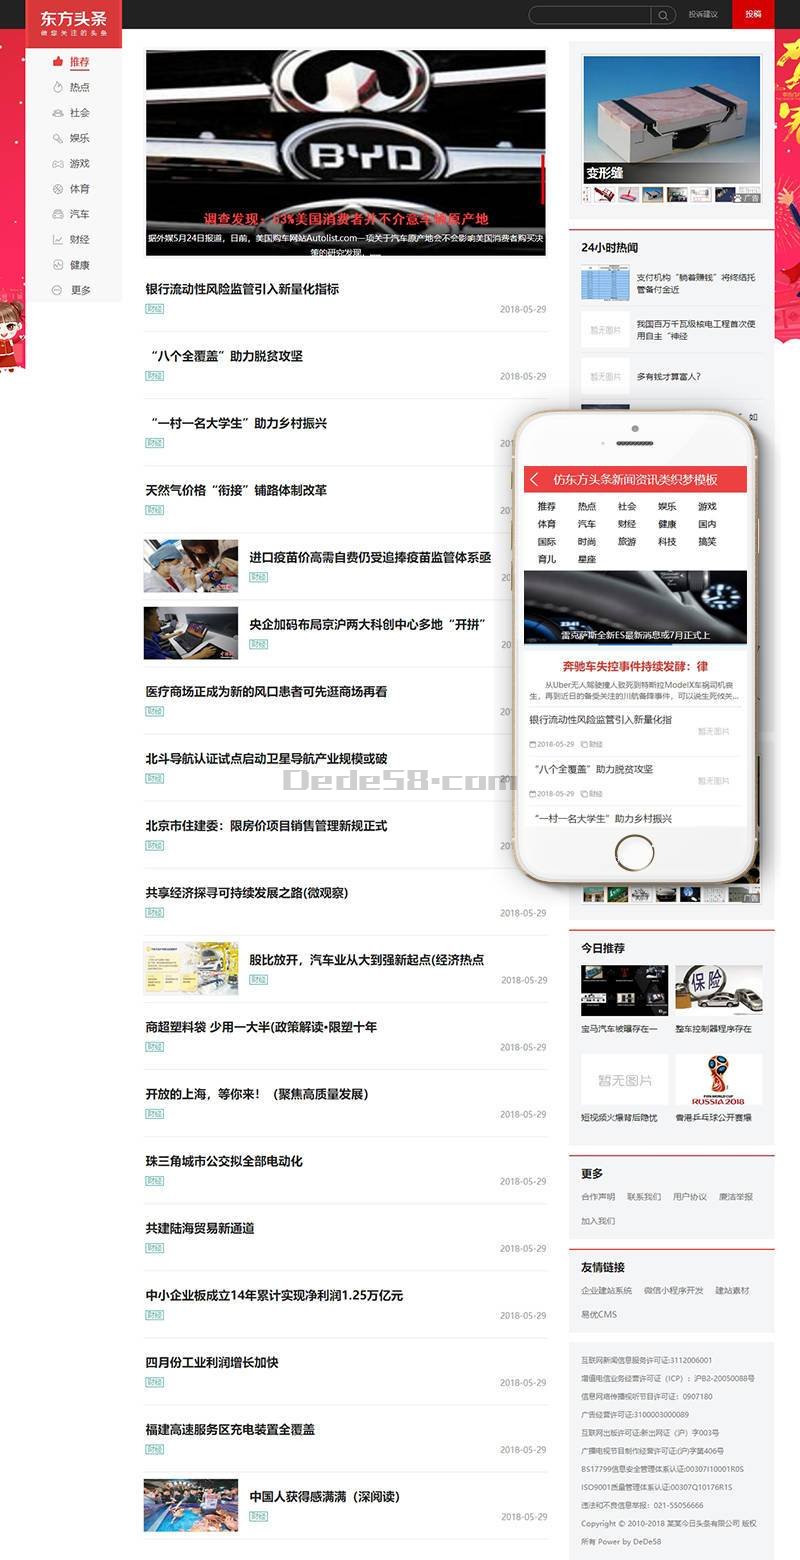 东方头条
做您关注的头条
投诉建议
投稿
推荐
热点
社会
娱乐
游戏
体育
汽车
财经
健康
更多
BYD
调查发现：63%美国消费者并不介意车辆原产地
据外媒5月24日报道，日前，美国购车网站Autolist.com一项关于汽车原产地会不会影响美国消费者购买决
策的研究发现，......
银行流动性风险监管引入新量化指标
财经
2018-05-29
“八个全覆盖”助力脱贫攻坚
财经
2018-05-29
“一村一名大学生”助力乡村振兴
财经
天然气价格“衔接”铺路体制改革
财经
进口疫苗价高需自费仍受追捧疫苗监管体系亟
财经
央企加码布局京沪两大科创中心多地“开拼”
财经
医疗商场正成为新的风口患者可先逛商场再看
财经
北斗导航认证试点启动卫星导航产业规模或破
财经
Dede58.com
北京市住建委：限房价项目销售管理新规正式
财经
共享经济探寻可持续发展之路(微观察)
财经
2018-05-29
股比放开，汽车业从大到强新起点(经济热点
财经
2018-05-29
商超塑料袋 少用一大半(政策解读·限塑十年
财经
2018-05-29
开放的上海，等你来！（聚焦高质量发展）
财经
2018-05-29
珠三角城市公交拟全部电动化
财经
2018-05-29
共建陆海贸易新通道
财经
2018-05-29
中小企业板成立14年累计实现净利润1.25万亿元
财经
2018-05-29
四月份工业利润增长加快
财经
2018-05-29
福建高速服务区充电装置全覆盖
财经
2018-05-29
中国人获得感满满（深阅读）
财经
2018-05-29
变形缝
广告
24小时热闻
支付机构“躺着赚钱”将终结托
管备付金近
暂无图片
我国百万千瓦级核电工程首次使
用自主“神经
暂无图片
多有钱才算富人？
仿东方头条新闻资讯类织梦模板
推荐 热点 社会 娱乐 游戏
体育 汽车 财经 健康 国内
国际 时尚 旅游 科技 搞笑
育儿 星座
雷克萨斯全新ES最新消息或7月正式上
奔驰车失控事件持续发酵：律
从Uber无人驾驶撞人致死到特斯拉ModelX车祸司机丧
生，再到近日的备受关注的川航备降事件，可以说生死攸关...
银行流动性风险监管引入新量化指
2018-05-29 财经
暂无图片
“八个全覆盖”助力脱贫攻坚
2018-05-29 财经
暂无图片
“一村一名大学生”助力乡村振兴
广告
今日推荐
保险
宝马汽车被曝存在一
整车控制器程序存在
暂无图片
RUSSIA 2018
短视频火爆背后隐忧
香港乒乓球公开赛爆
更多
合作声明 联系我们 用户协议 廉洁举报
加入我们
友情链接
企业建站系统 微信小程序开发 建站素材
易优CMS
互联网新闻信息服务许可证:3112006001
增值电信业务经营许可证（ICP）：沪B2-20050088号
信息网络传播视听节目许可证：0907180
广告经营许可证:3100003000089
互联网出版许可证:新出网证（沪）字003号
广播电视节目制作经营许可证:(沪)字第406号
BS17799信息安全管理体系认证:00307I10001R0S
ISO9001质量管理体系认证:00307Q10176R1S
违法和不良信息举报：021-55056666
Copyright © 2010-2018 某某今日头条有限公司 版权
所有 Power by DeDe58